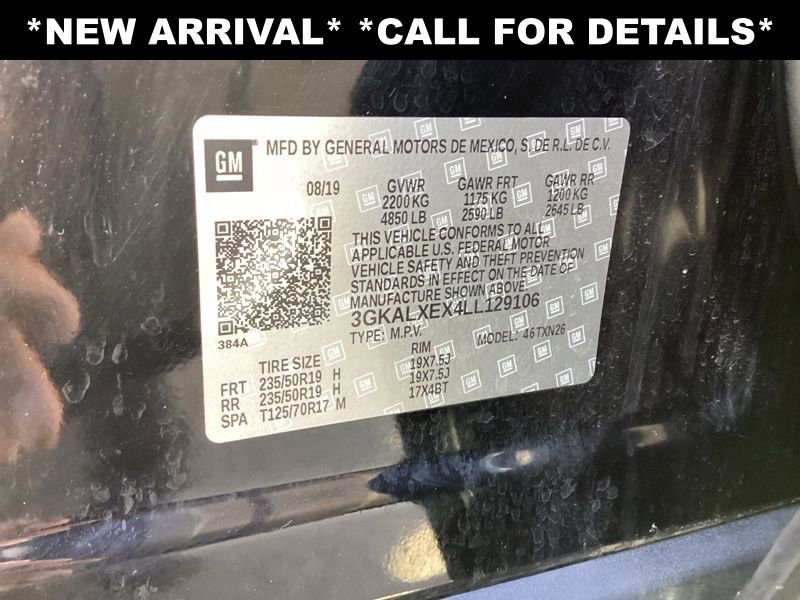 *NEW ARRIVAL* *CALL FOR DETAILS*
GM MFD BY GENERAL MOTORS DE MEXICO, S. DE R.L. DE C.V.
08/19 GVWR GAWR FRT GAWR RR
2200 KG 1175 KG 1200 KG
4850 LB 2590 LB 2645 LB
THIS VEHICLE CONFORMS TO ALL
APPLICABLE U.S. FEDERAL MOTOR
VEHICLE SAFETY AND THEFT PREVENTION
STANDARDS IN EFFECT ON THE DATE OF
MANUFACTURE SHOWN ABOVE.
3GKALXEX4LL129106
384A TYPE: M.P.V. MODEL: 46TXN26
TIRE SIZE RIM
FRT 235/50R19 H 19X7.5J
RR 235/50R19 H 19X7.5J
SPA T125/70R17 M 17X4BT